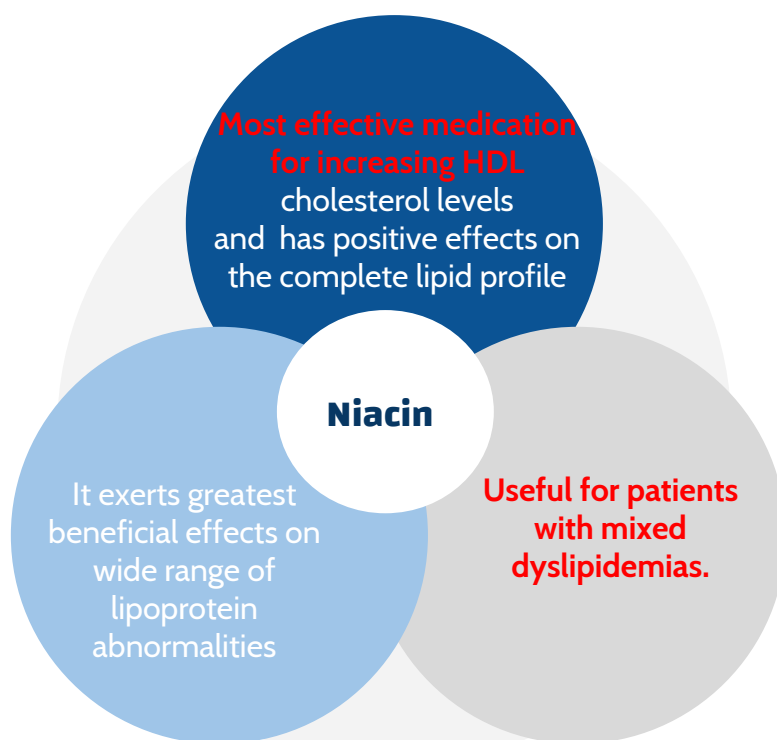 Most effective medication
for increasing HDL
cholesterol levels
and has positive effects on
the complete lipid profile
Niacin
It exerts greatest
beneficial effects on
wide range of
lipoprotein
abnormalities
Useful for patients
with mixed
dyslipidemias.